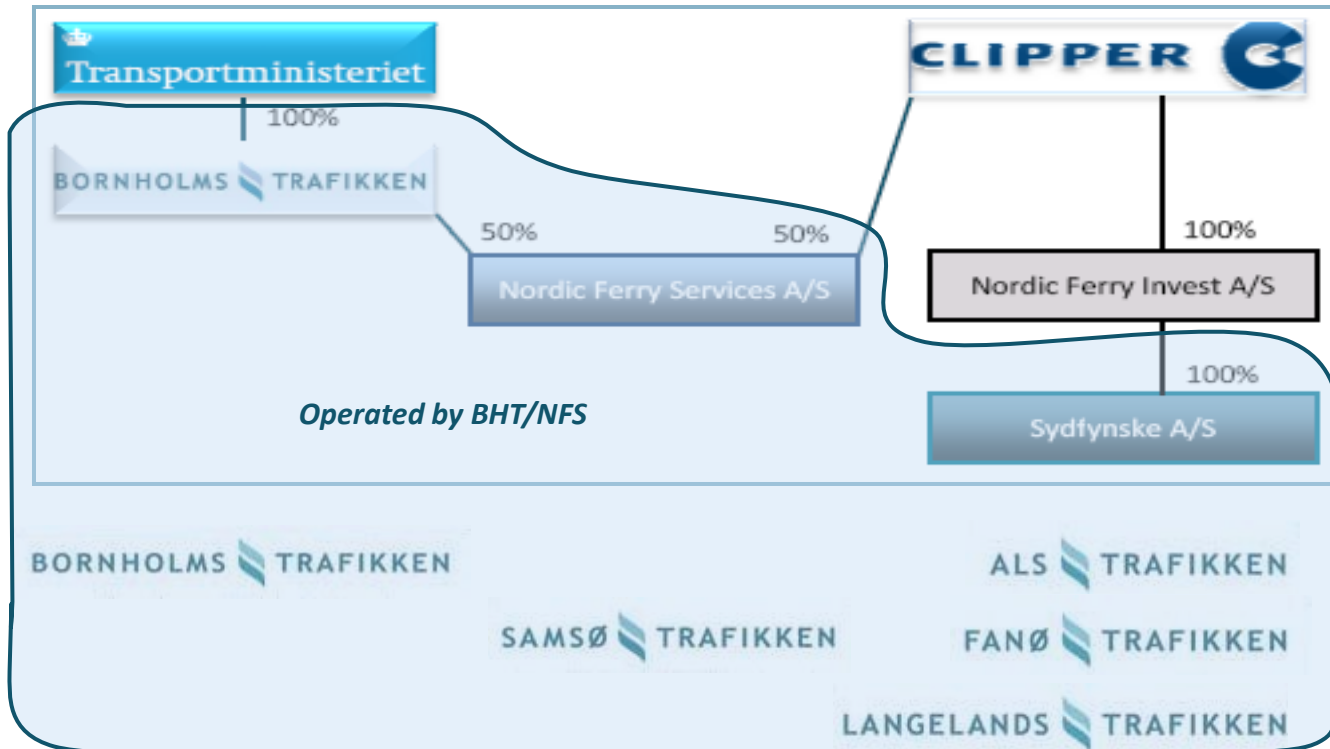 Transportministeriet
CLIPPER
100%
BORNHOLMS TRAFIKKEN
50%
50%
100%
Nordic Ferry Services A/S
Nordic Ferry Invest A/S
100%
Operated by BHT/NFS
Sydfynske A/S
BORNHOLMS TRAFIKKEN
ALS TRAFIKKEN
SAMSØ TRAFIKKEN
FANØ TRAFIKKEN
LANGELANDS TRAFIKKEN